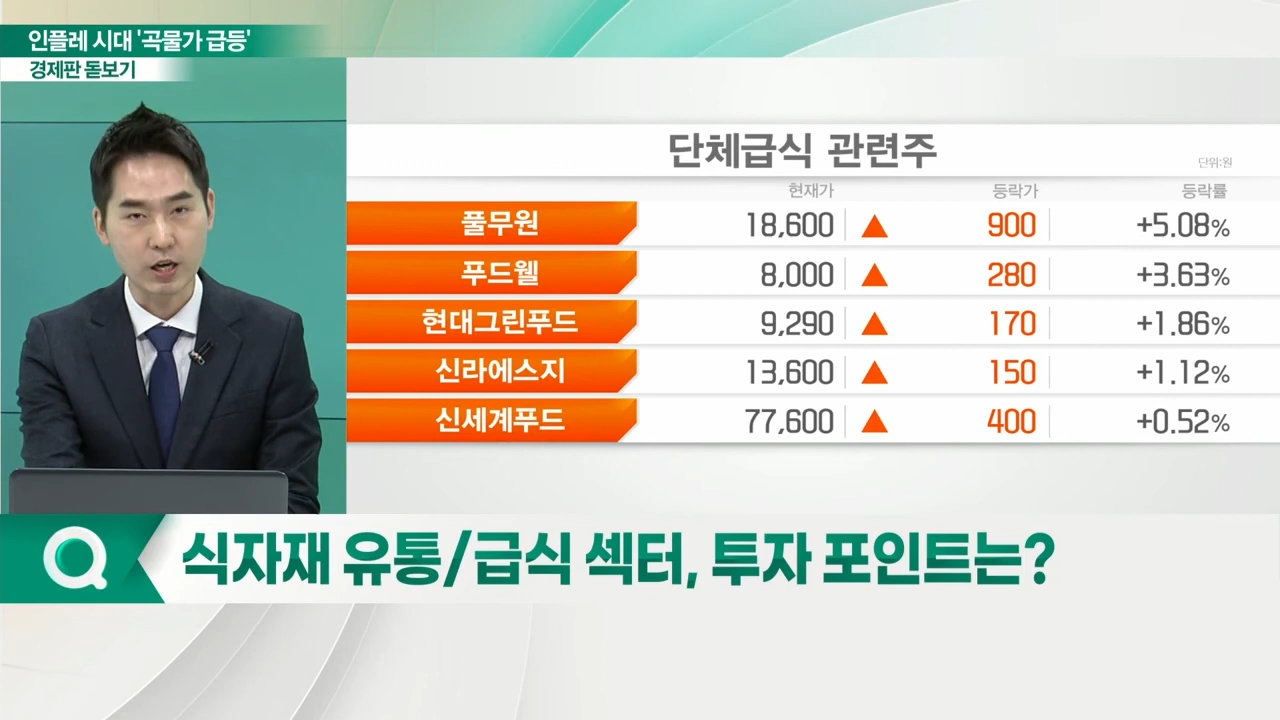 인플레 시대 '곡물가 급등'
경제판 돋보기
단체급식 관련주
단위:원
현재가 등락가 등락률
풀무원 18,600 ▲ 900 +5.08%
푸드웰 8,000 ▲ 280 +3.63%
현대그린푸드 9,290 ▲ 170 +1.86%
신라에스지 13,600 ▲ 150 +1.12%
신세계푸드 77,600 ▲ 400 +0.52%
식자재 유통/급식 섹터, 투자 포인트는?